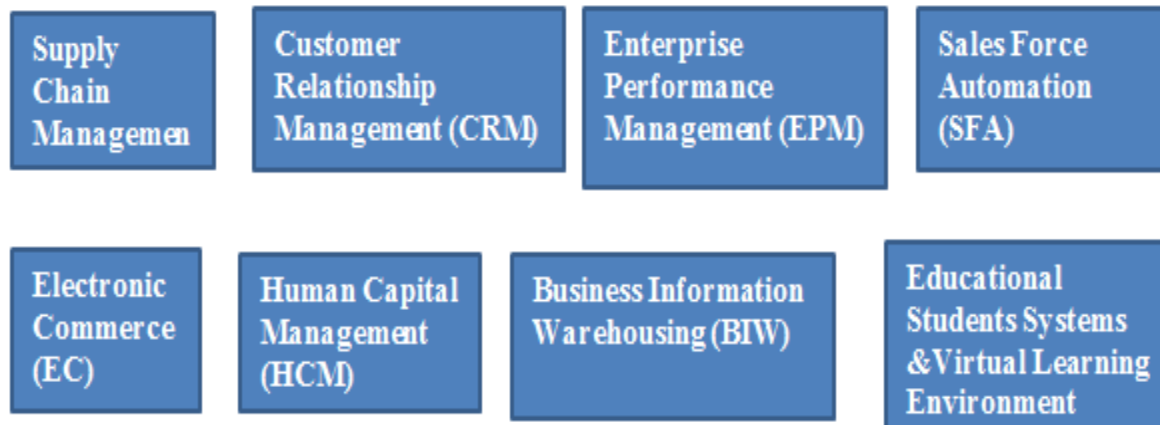 Supply
Chain
Managemen
Customer
Relationship
Management (CRM)
Enterprise
Performance
Management (EPM)
Sales Force
Automation
(SFA)
Electronic
Commerce
(EC)
Human Capital
Management
(HCM)
Business Information
Warehousing (BIW)
Educational
Students Systems
&Virtual Learning
Environment